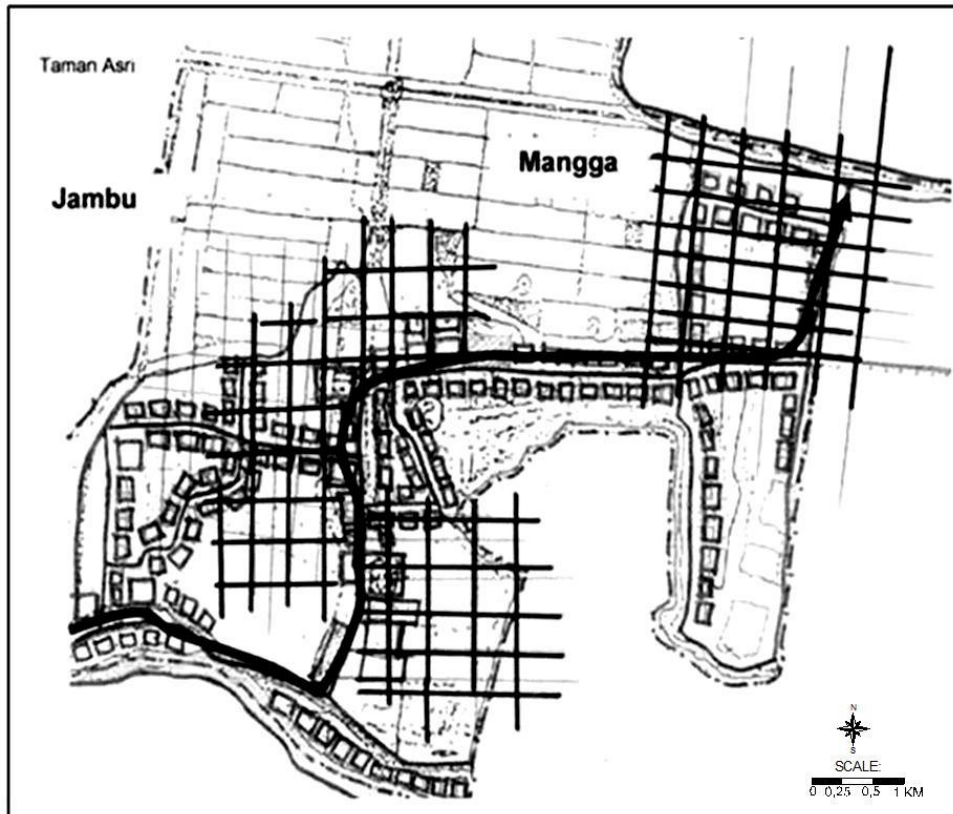 Taman Asri
Mangga
Jambu
N
S
SCALE:
0 0,25 0,5 1 KM